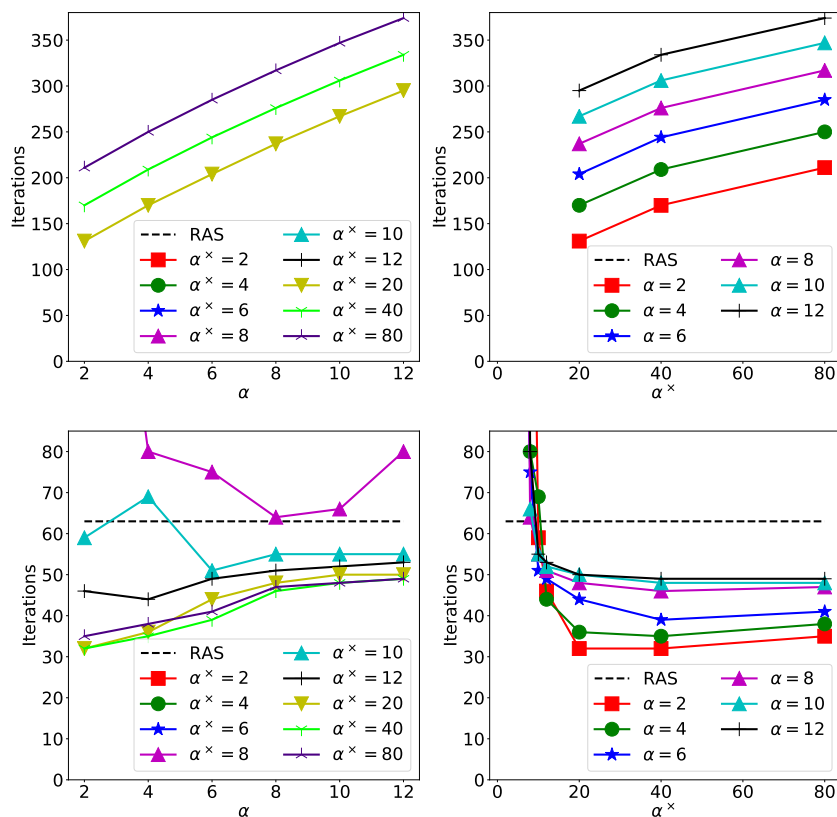 350
300
250
200
150
100
50
0
Iterations
2 4 6 8 10 12
α
RAS
α× = 2
α× = 4
α× = 6
α× = 8
α× = 10
α× = 12
α× = 20
α× = 40
α× = 80
350
300
250
200
150
100
50
0
Iterations
0 20 40 60 80
α×
RAS
α = 2
α = 4
α = 6
α = 8
α = 10
α = 12
80
70
60
50
40
30
20
10
0
Iterations
2 4 6 8 10 12
α
RAS
α× = 2
α× = 4
α× = 6
α× = 8
α× = 10
α× = 12
α× = 20
α× = 40
α× = 80
80
70
60
50
40
30
20
10
0
Iterations
0 20 40 60 80
α×
RAS
α = 2
α = 4
α = 6
α = 8
α = 10
α = 12